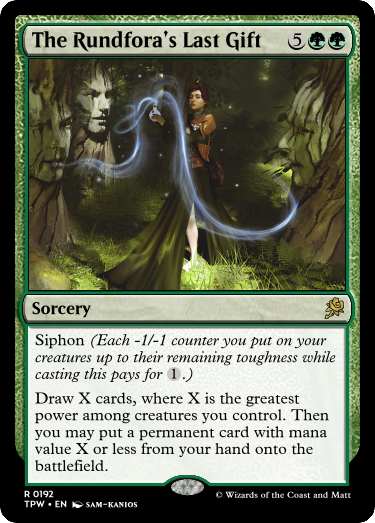 The Rundfora's Last Gift 5
Sorcery
Siphon (Each -1/-1 counter you put on your
creatures up to their remaining toughness while
casting this pays for 1.)
Draw X cards, where X is the greatest
power among creatures you control. Then
you may put a permanent card with mana
value X or less from your hand onto the
battlefield.
R 0192
TPW • EN SAM-KANIOS
© Wizards of the Coast and Matt